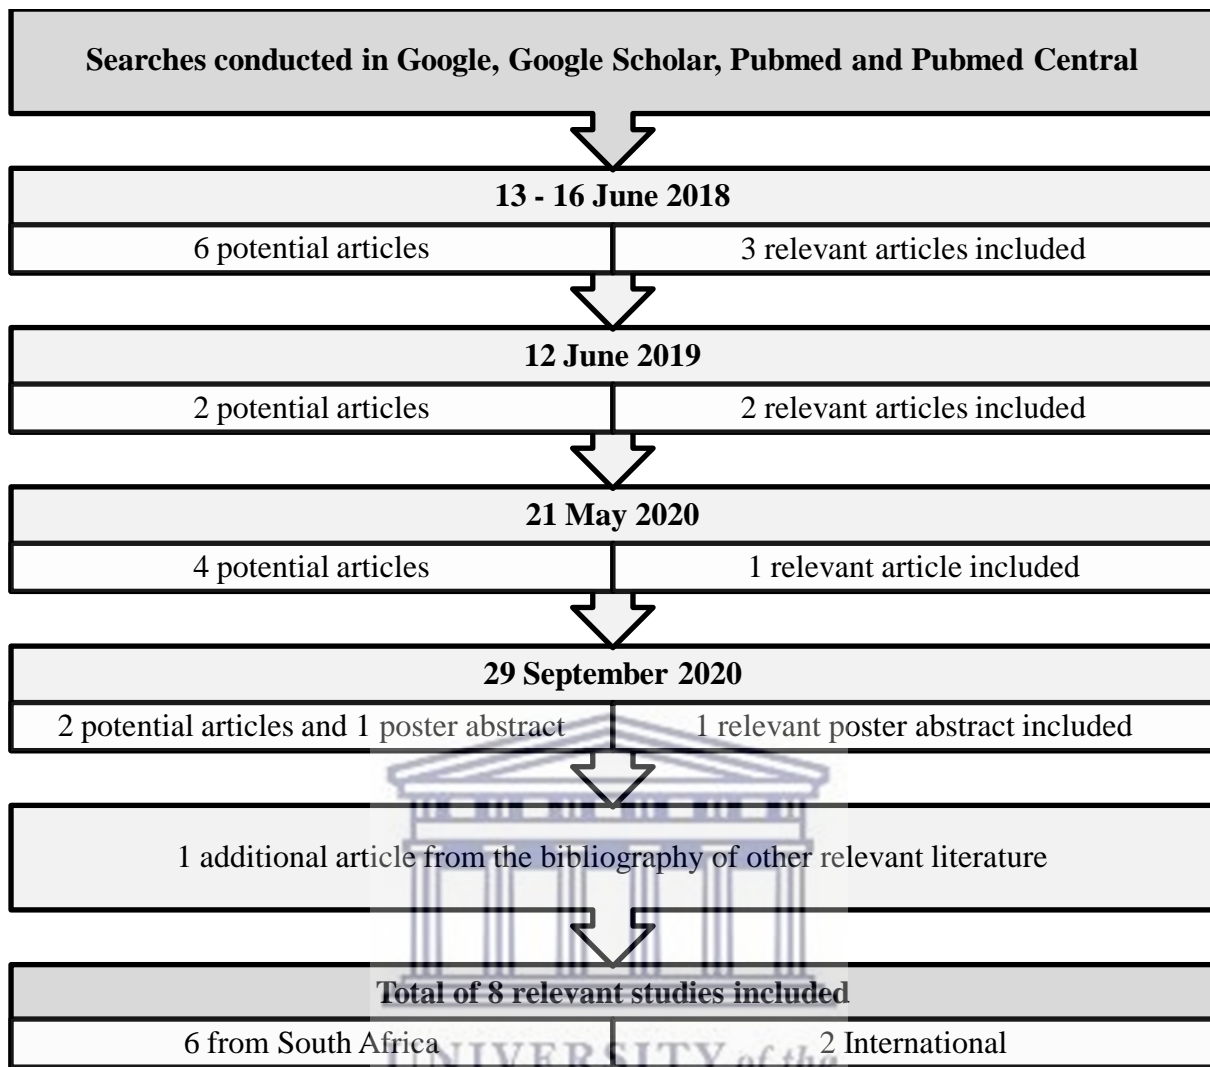 Searches conducted in Google, Google Scholar, Pubmed and Pubmed Central
13 - 16 June 2018
6 potential articles
3 relevant articles included
12 June 2019
2 potential articles
2 relevant articles included
21 May 2020
4 potential articles
1 relevant article included
29 September 2020
2 potential articles and 1 poster abstract
1 relevant poster abstract included
1 additional article from the bibliography of other relevant literature
Total of 8 relevant studies included
6 from South Africa
2 International
UNIVERSITY of the